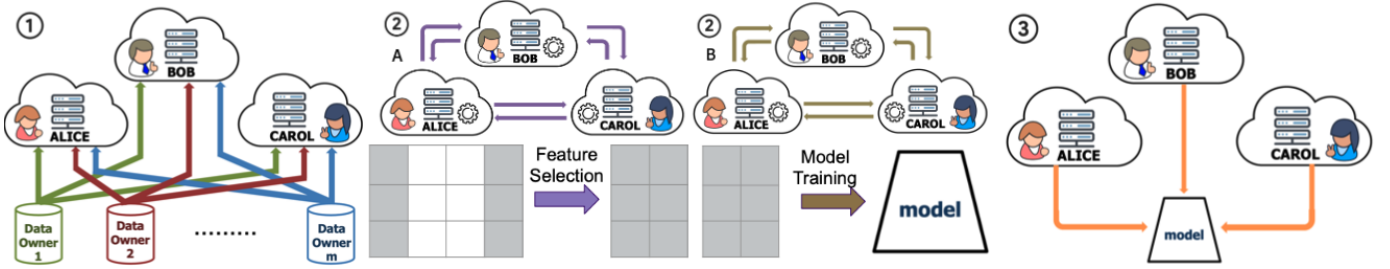 1
BOB
ALICE
CAROL
Data
Owner
1
Data
Owner
2
.........
Data
Owner
m
2
A
BOB
ALICE
CAROL
Feature
Selection
2
B
BOB
ALICE
CAROL
Model
Training
model
3
BOB
ALICE
CAROL
model